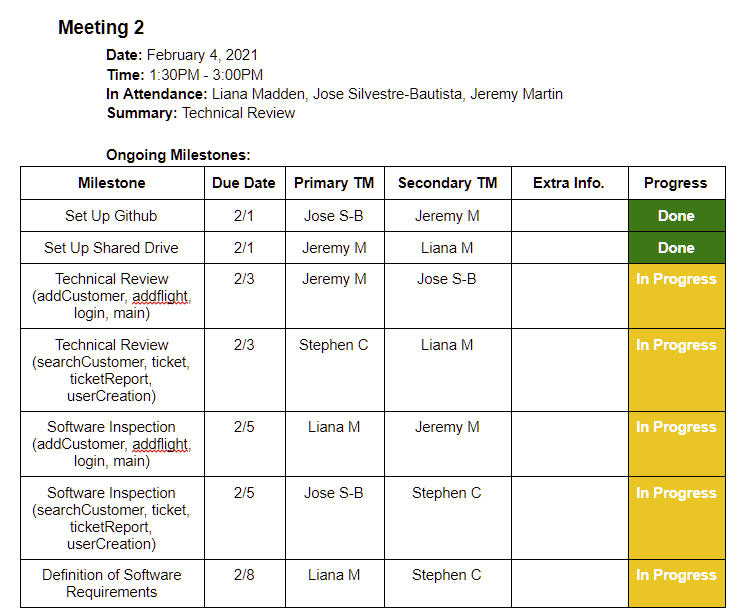 Meeting 2
Date: February 4, 2021
Time: 1:30PM - 3:00PM
In Attendance: Liana Madden, Jose Silvestre-Bautista, Jeremy Martin
Summary: Technical Review
Ongoing Milestones:
Milestone Due Date Primary TM Secondary TM Extra Info. Progress
Set Up Github 2/1 Jose S-B Jeremy M Done
Set Up Shared Drive 2/1 Jeremy M Liana M Done
Technical Review 2/3 Jeremy M Jose S-B In Progress
(addCustomer, addflight,
login, main)
Technical Review 2/3 Stephen C Liana M In Progress
(searchCustomer, ticket,
ticketReport,
userCreation)
Software Inspection 2/5 Liana M Jeremy M In Progress
(addCustomer, addflight,
login, main)
Software Inspection 2/5 Jose S-B Stephen C In Progress
(searchCustomer, ticket,
ticketReport,
userCreation)
Definition of Software 2/8 Liana M Stephen C In Progress
Requirements